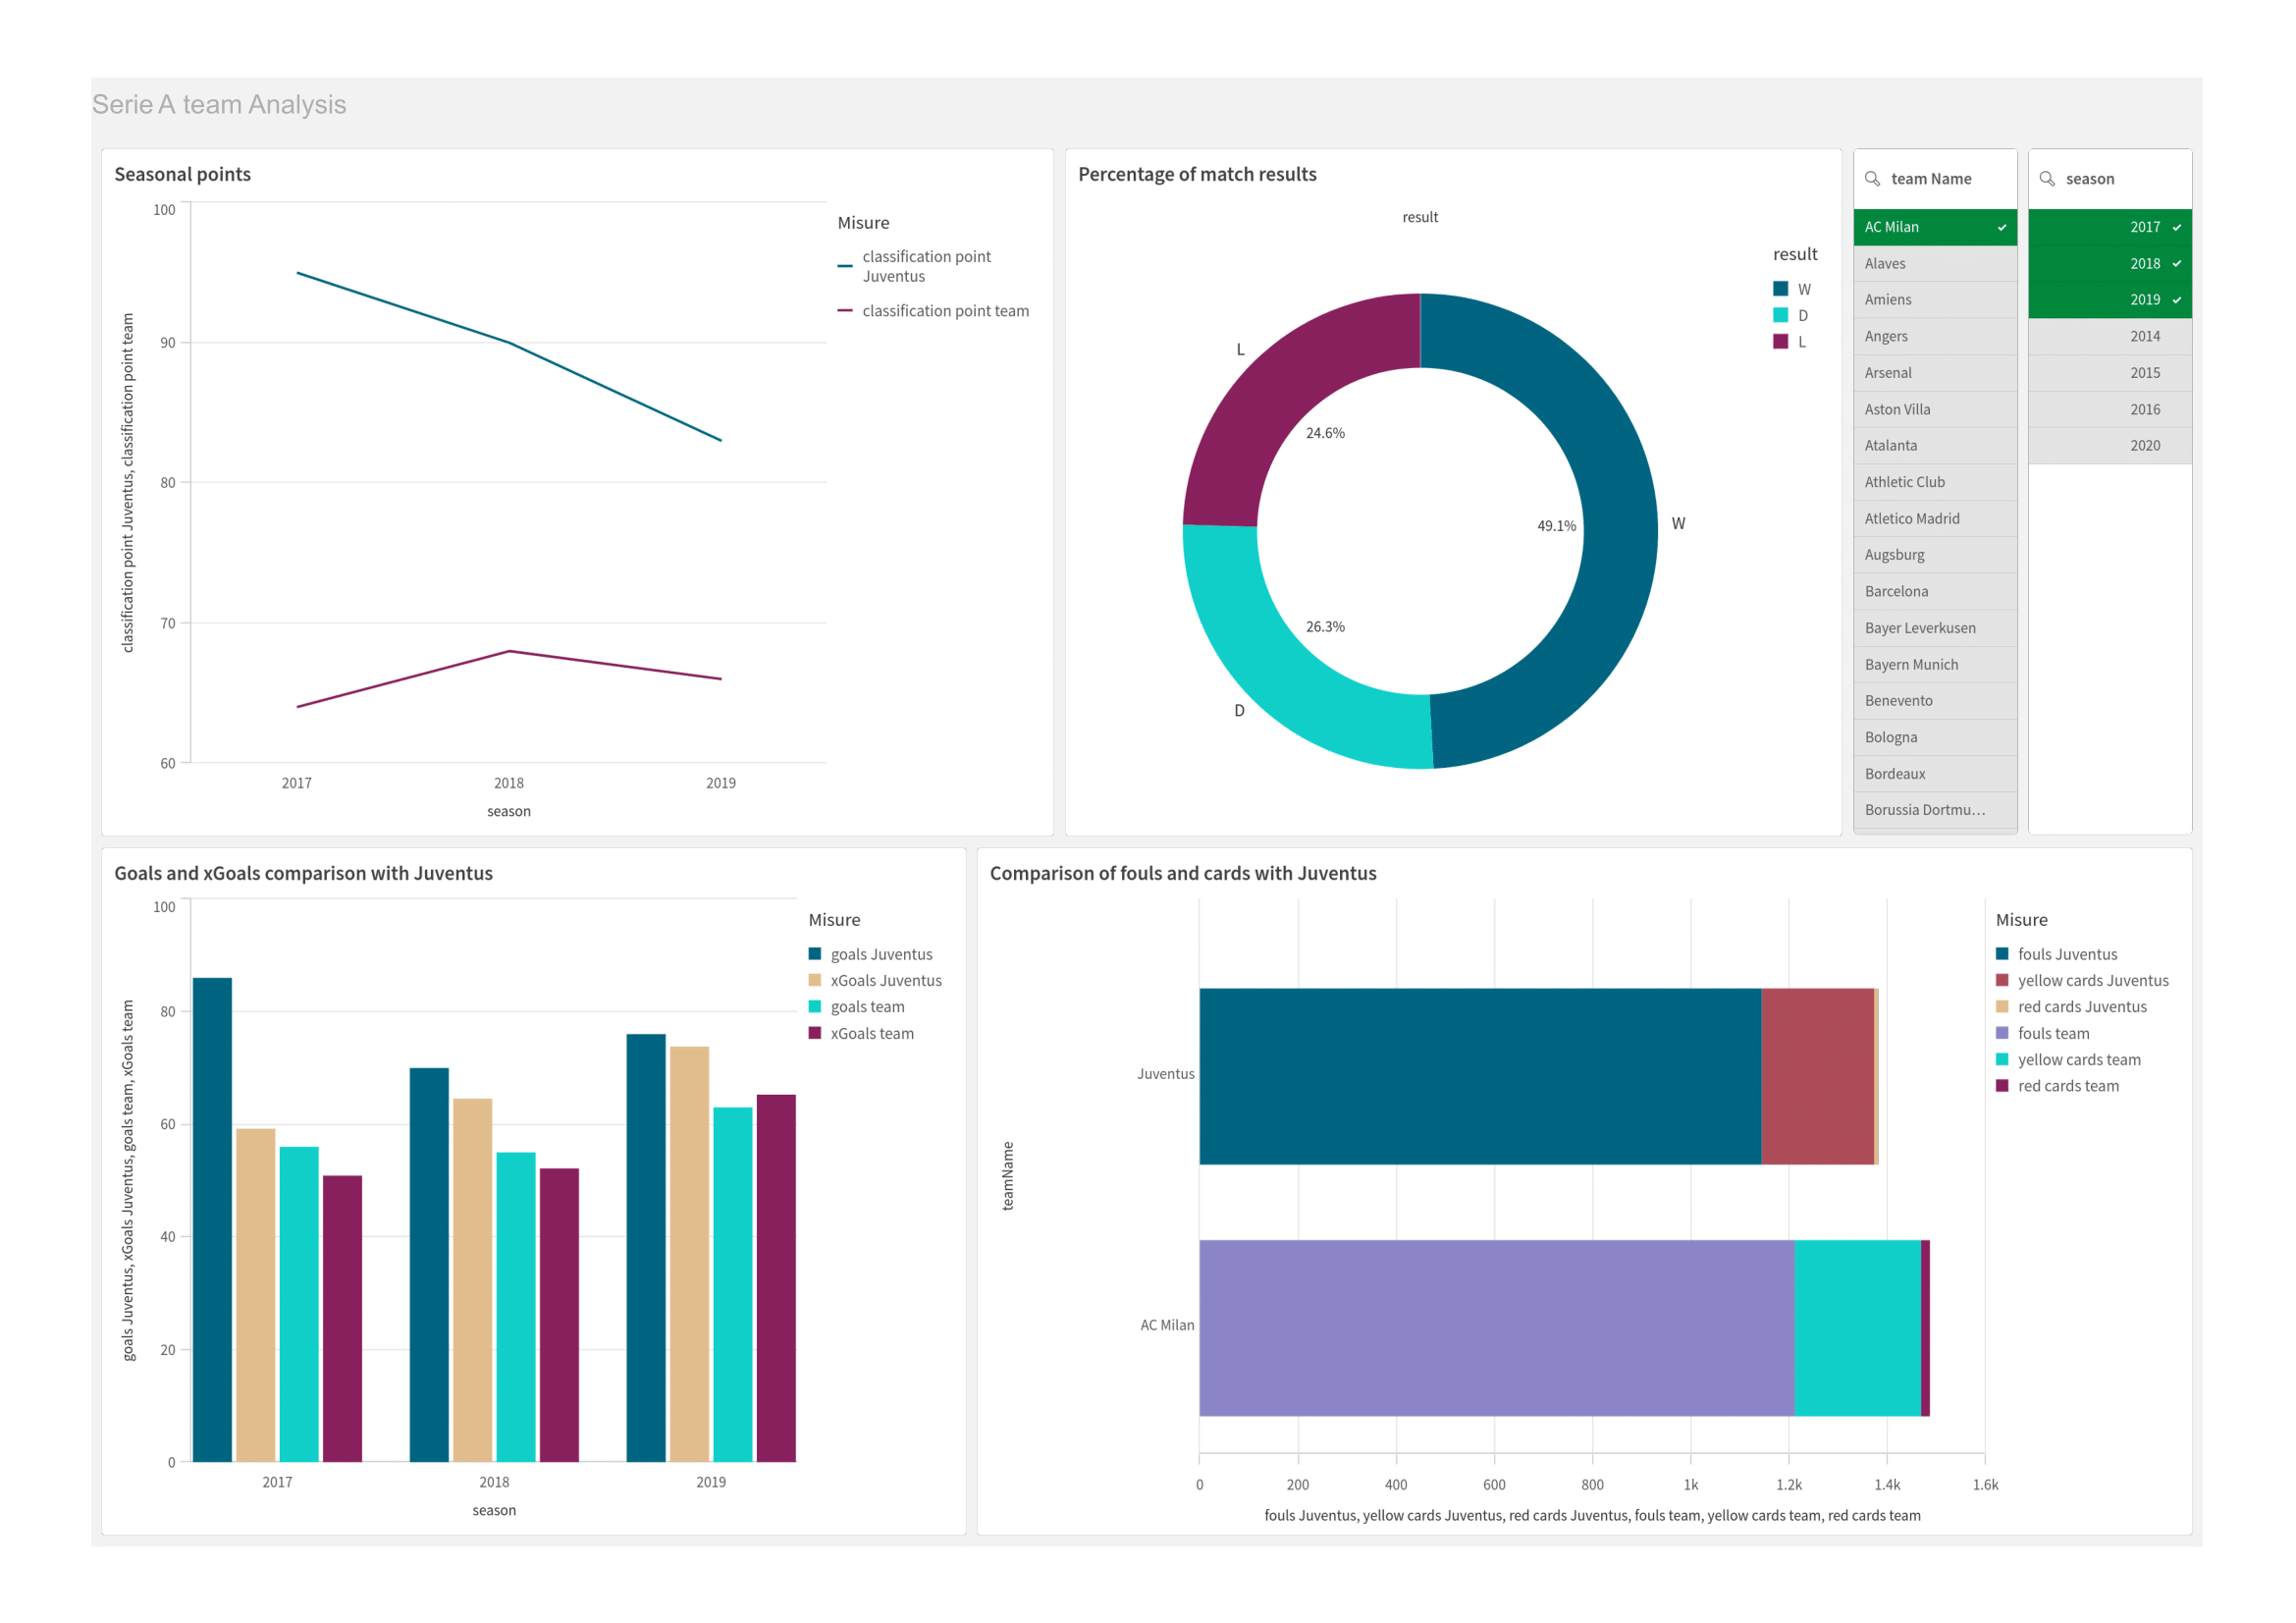 Serie A team Analysis
Seasonal points
classification point Juventus, classification point team
100
90
80
70
60
2017
2018
2019
season
Misure
classification point
Juventus
classification point team
Percentage of match results
result
L
24.6%
49.1%
W
26.3%
D
result
W
D
L
team Name
AC Milan
Alaves
Amiens
Angers
Arsenal
Aston Villa
Atalanta
Athletic Club
Atletico Madrid
Augsburg
Barcelona
Bayer Leverkusen
Bayern Munich
Benevento
Bologna
Bordeaux
Borussia Dortmu…
season
2017
2018
2019
2014
2015
2016
2020
Goals and xGoals comparison with Juventus
goals Juventus, xGoals Juventus, goals team, xGoals team
100
80
60
40
20
0
2017
2018
2019
season
Misure
goals Juventus
xGoals Juventus
goals team
xGoals team
Comparison of fouls and cards with Juventus
teamName
Juventus
AC Milan
0
200
400
600
800
1k
1.2k
1.4k
1.6k
fouls Juventus, yellow cards Juventus, red cards Juventus, fouls team, yellow cards team, red cards team
Misure
fouls Juventus
yellow cards Juventus
red cards Juventus
fouls team
yellow cards team
red cards team